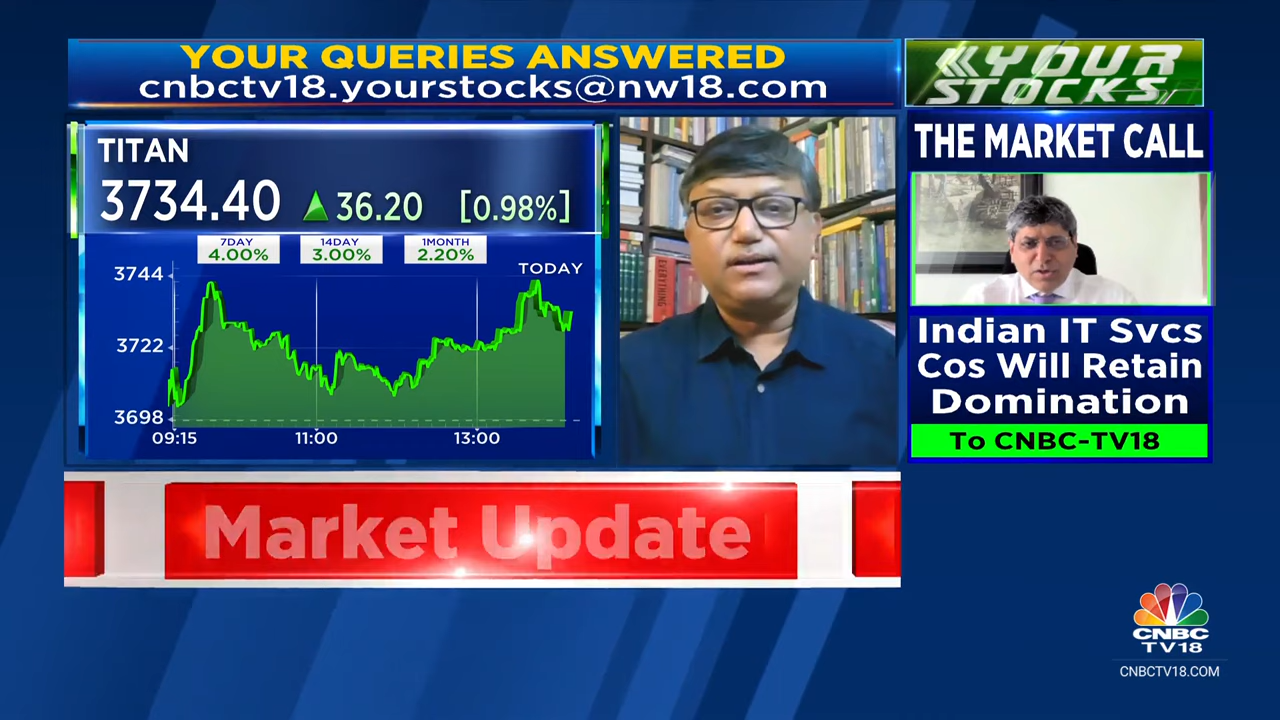 YOUR QUERIES ANSWERED
cnbctv18.yourstocks@nw18.com
YOUR
STOCKS
TITAN
3734.40 ▲ 36.20 [0.98%]
7DAY
4.00%
14DAY
3.00%
1MONTH
2.20%
TODAY
3744
3722
3698
09:15 11:00 13:00
EVERYTHING
THE MARKET CALL
Indian IT Svcs
Cos Will Retain
Domination
To CNBC-TV18
Market Update
CNBC
TV18
CNBCTV18.COM